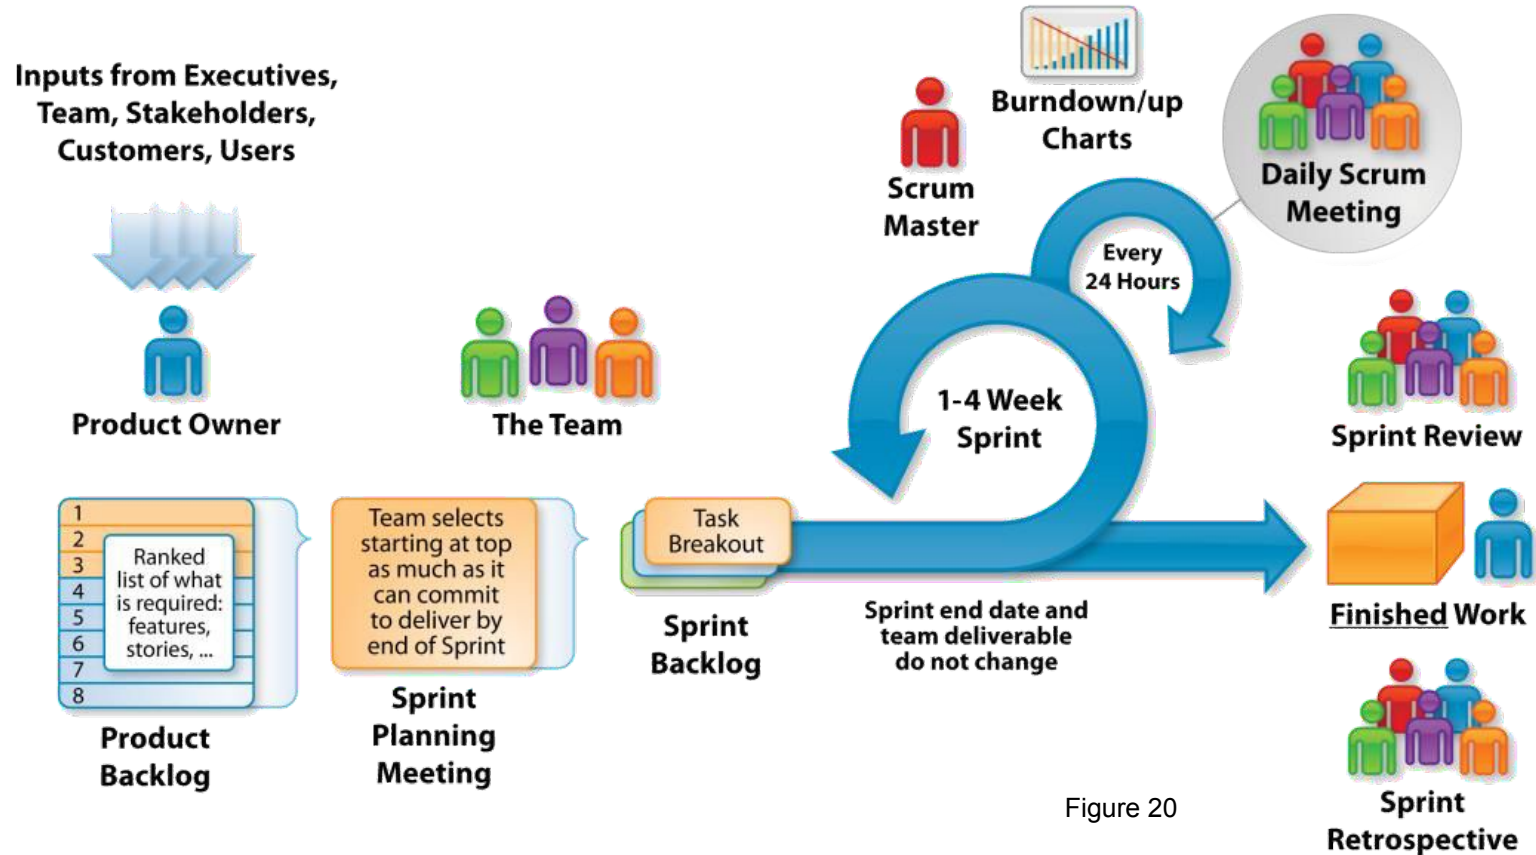 Inputs from Executives,
Team, Stakeholders,
Customers, Users
Product Owner
The Team
Scrum
Master
Burndown/up
Charts
Daily Scrum
Meeting
Every
24 Hours
1-4 Week
Sprint
Sprint Review
1
2
3
4
5
6
7
8
Ranked
list of what
is required:
features,
stories, ...
Product
Backlog
Team selects
starting at top
as much as it
can commit
to deliver by
end of Sprint
Sprint
Planning
Meeting
Task
Breakout
Sprint
Backlog
Sprint end date and
team deliverable
do not change
Finished Work
Sprint
Retrospective
Figure 20